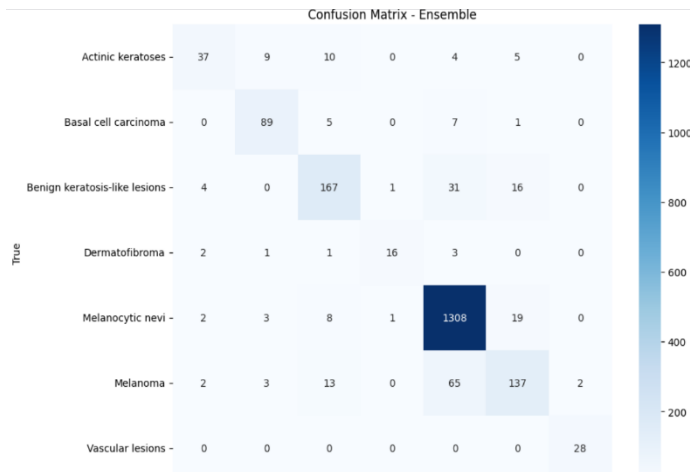 Confusion Matrix - Ensemble
True
Actinic keratoses 37 9 10 0 4 5 0
Basal cell carcinoma 0 89 5 0 7 1 0
Benign keratosis-like lesions 4 0 167 1 31 16 0
Dermatofibroma 2 1 1 16 3 0 0
Melanocytic nevi 2 3 8 1 1308 19 0
Melanoma 2 3 13 0 65 137 2
Vascular lesions 0 0 0 0 0 0 28
1200
1000
800
600
400
200